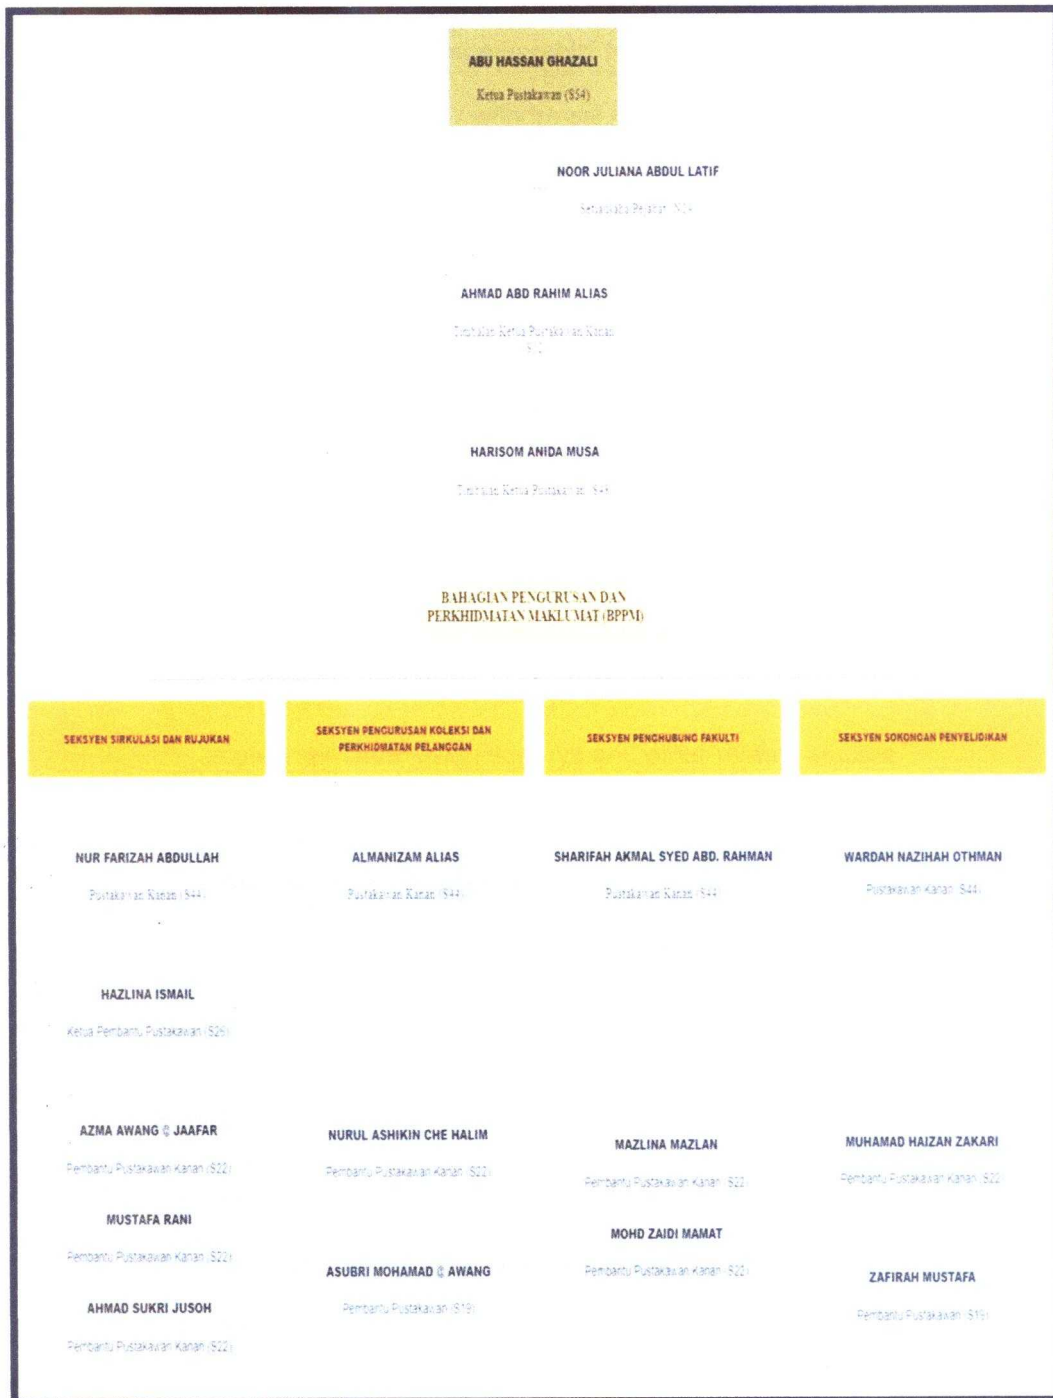 ABU HASSAN GHAZALI
Ketua Pustakawan (S54)
NOOR JULIANA ABDUL LATIF
Setiausaha Pejabat
AHMAD ABD RAHIM ALIAS
Timbalan Ketua Pustakawan Kanan
HARISOM ANIDA MUSA
Timbalan Ketua Pustakawan (S48)
BAHAGIAN PENGURUSAN DAN
PERKHIDMATAN MAKLUMAT (BPPM)
SEKSYEN SIRKULASI DAN RUJUKAN
SEKSYEN PENGURUSAN KOLEKSI DAN
PERKHIDMATAN PELANGGAN
SEKSYEN PENGHUBUNG FAKULTI
SEKSYEN SOKONGAN PENYELIDIKAN
NUR FARIZAH ABDULLAH
Pustakawan Kanan (S44)
ALMANIZAM ALIAS
Pustakawan Kanan (S44)
SHARIFAH AKMAL SYED ABD. RAHMAN
Pustakawan Kanan (S44)
WARDAH NAZIHAH OTHMAN
Pustakawan Kanan (S44)
HAZLINA ISMAIL
Ketua Pembantu Pustakawan (S26)
AZMA AWANG @ JAAFAR
Pembantu Pustakawan Kanan (S22)
NURUL ASHIKIN CHE HALIM
Pembantu Pustakawan Kanan (S22)
MAZLINA MAZLAN
Pembantu Pustakawan Kanan (S22)
MUHAMAD HAIZAN ZAKARI
Pembantu Pustakawan Kanan (S22)
MUSTAFA RANI
Pembantu Pustakawan Kanan (S22)
MOHD ZAIDI MAMAT
Pembantu Pustakawan Kanan (S22)
ASUBRI MOHAMAD @ AWANG
Pembantu Pustakawan (S19)
ZAFIRAH MUSTAFA
Pembantu Pustakawan (S19)
AHMAD SUKRI JUSOH
Pembantu Pustakawan Kanan (S22)